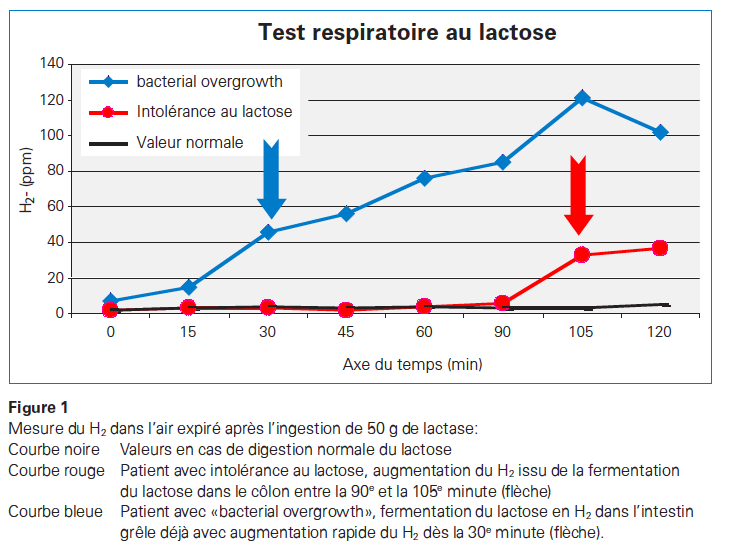 Test respiratoire au lactose
140
120
100
80
60
40
20
0
H₂- (ppm)
bacterial overgrowth
Intolérance au lactose
Valeur normale
0 15 30 45 60 90 105 120
Axe du temps (min)
Figure 1
Mesure du H₂ dans l’air expiré après l’ingestion de 50 g de lactase:
Courbe noire Valeurs en cas de digestion normale du lactose
Courbe rouge Patient avec intolérance au lactose, augmentation du H₂ issu de la fermentation
du lactose dans le côlon entre la 90ᵉ et la 105ᵉ minute (flèche)
Courbe bleue Patient avec «bacterial overgrowth», fermentation du lactose en H₂ dans l’intestin
grêle déjà avec augmentation rapide du H₂ dès la 30ᵉ minute (flèche).